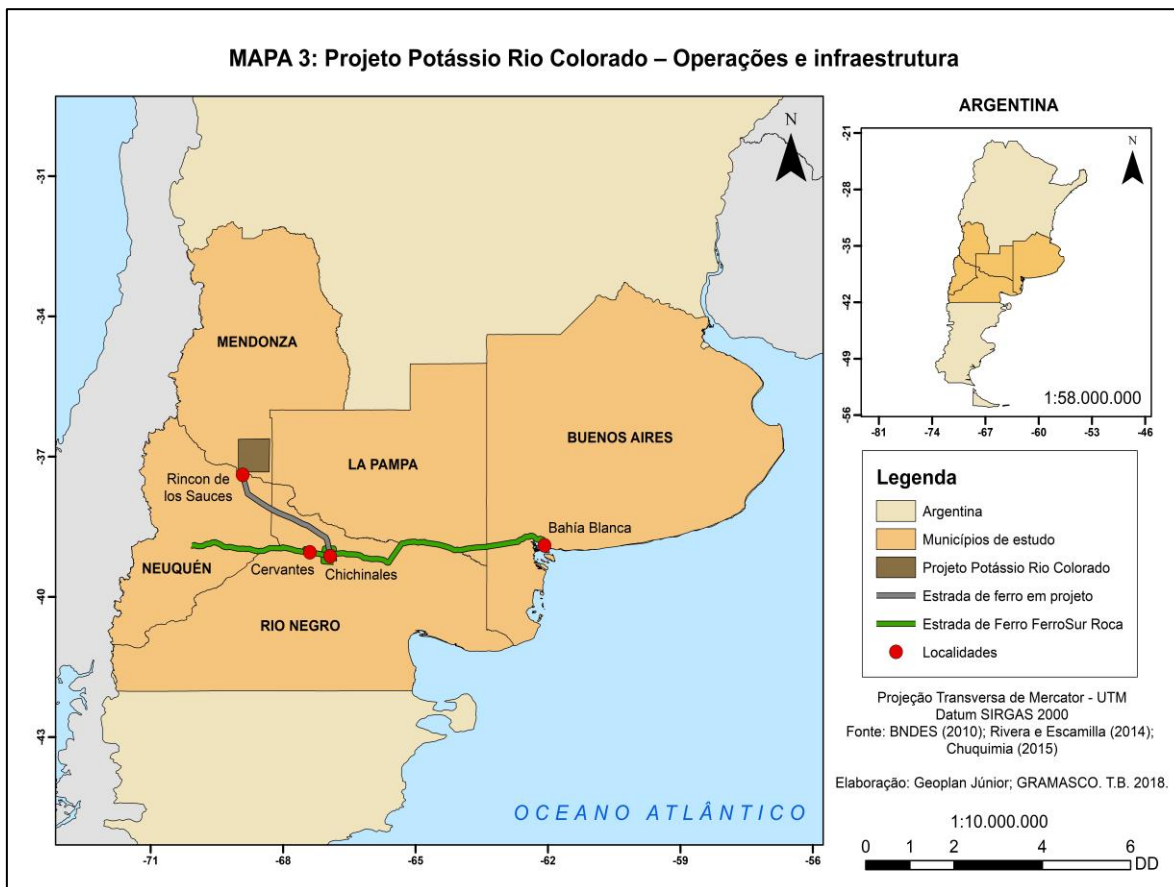 MAPA 3: Projeto Potássio Rio Colorado – Operações e infraestrutura
N
-31
-34
-37
-40
-43
-71
-68
-65
-62
-59
-56
MENDONZA
LA PAMPA
BUENOS AIRES
Rincon de
los Sauces
Bahía Blanca
NEUQUÉN
Cervantes
Chichinales
RIO NEGRO
OCEANO ATLÂNTICO
ARGENTINA
N
-21
-28
-35
-42
-49
-56
1:58.000.000
-81
-74
-67
-60
-53
-46
Legenda
Argentina
Municípios de estudo
Projeto Potássio Rio Colorado
Estrada de ferro em projeto
Estrada de Ferro FerroSur Roca
Localidades
Projeção Transversa de Mercator - UTM
Datum SIRGAS 2000
Fonte: BNDES (2010); Rivera e Escamilla (2014);
Chuquimia (2015)
Elaboração: Geoplan Júnior; GRAMASCO. T.B. 2018.
1:10.000.000
0 1 2 4 6
DD